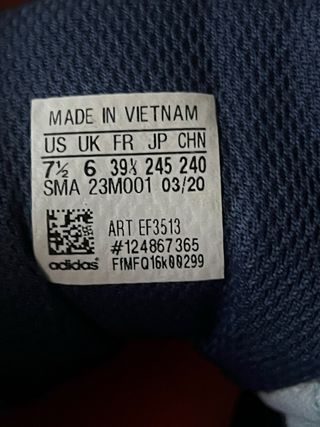 MADE IN VIETNAM
US UK FR JP CHN
7½ 6 39⅓ 245 240
SMA 23M001 03/20
ART EF3513
#124867365
adidas FfMFQ16k00299